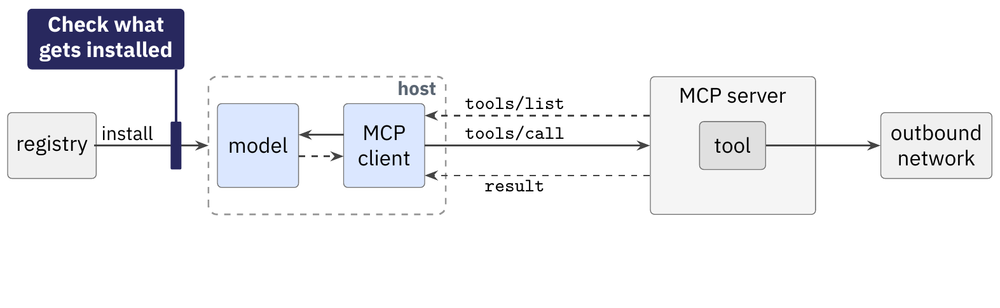 Check what
gets installed
host
registry
install
model
MCP
client
tools/list
tools/call
result
MCP server
tool
outbound
network